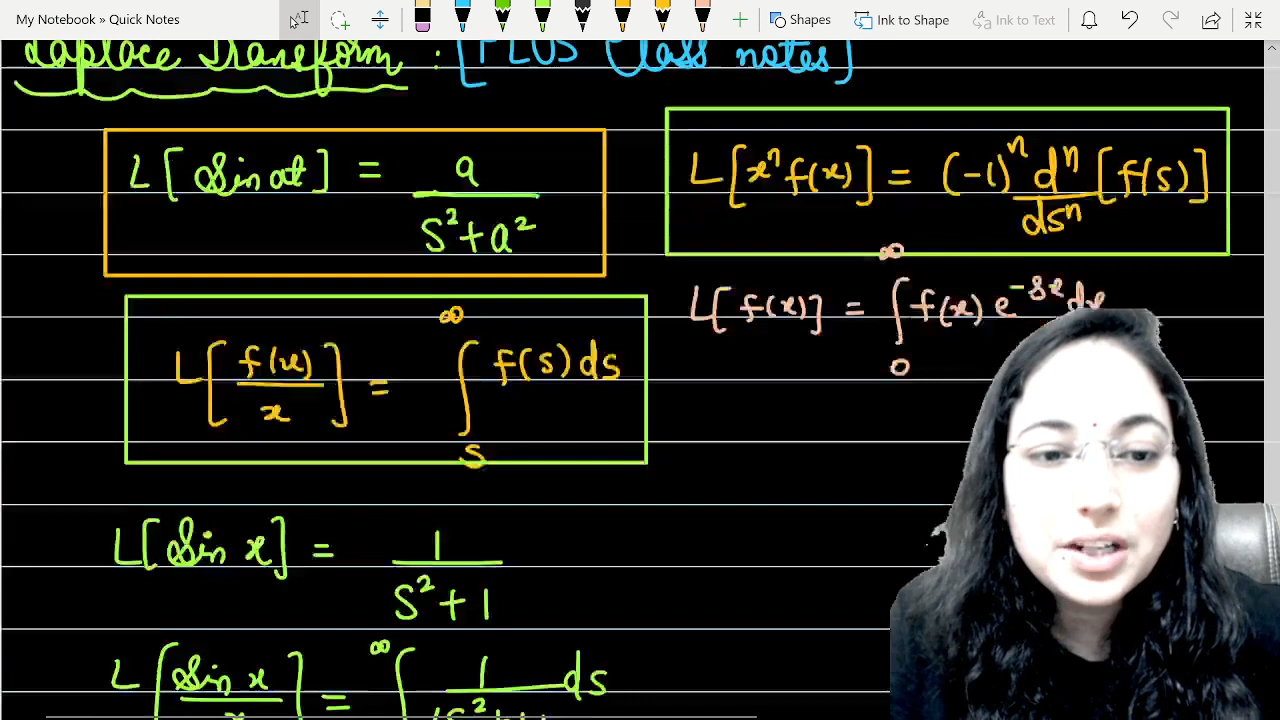 My Notebook » Quick Notes
Shapes
Ink to Shape
Ink to Text
Laplace Transform : [PLUS Class notes]
L[Sin at] = a / S²+a²
L[xⁿ f(x)] = (-1)ⁿ dⁿ/dsⁿ [f(s)]
L[f(x)] = ∫₀^∞ f(x) e^-sx dx
L[f(x)/x] = ∫ₛ^∞ f(s) ds
L[Sin x] = 1 / S²+1
L[Sin x / x] = ∫^∞ 1/(S²+1 ds